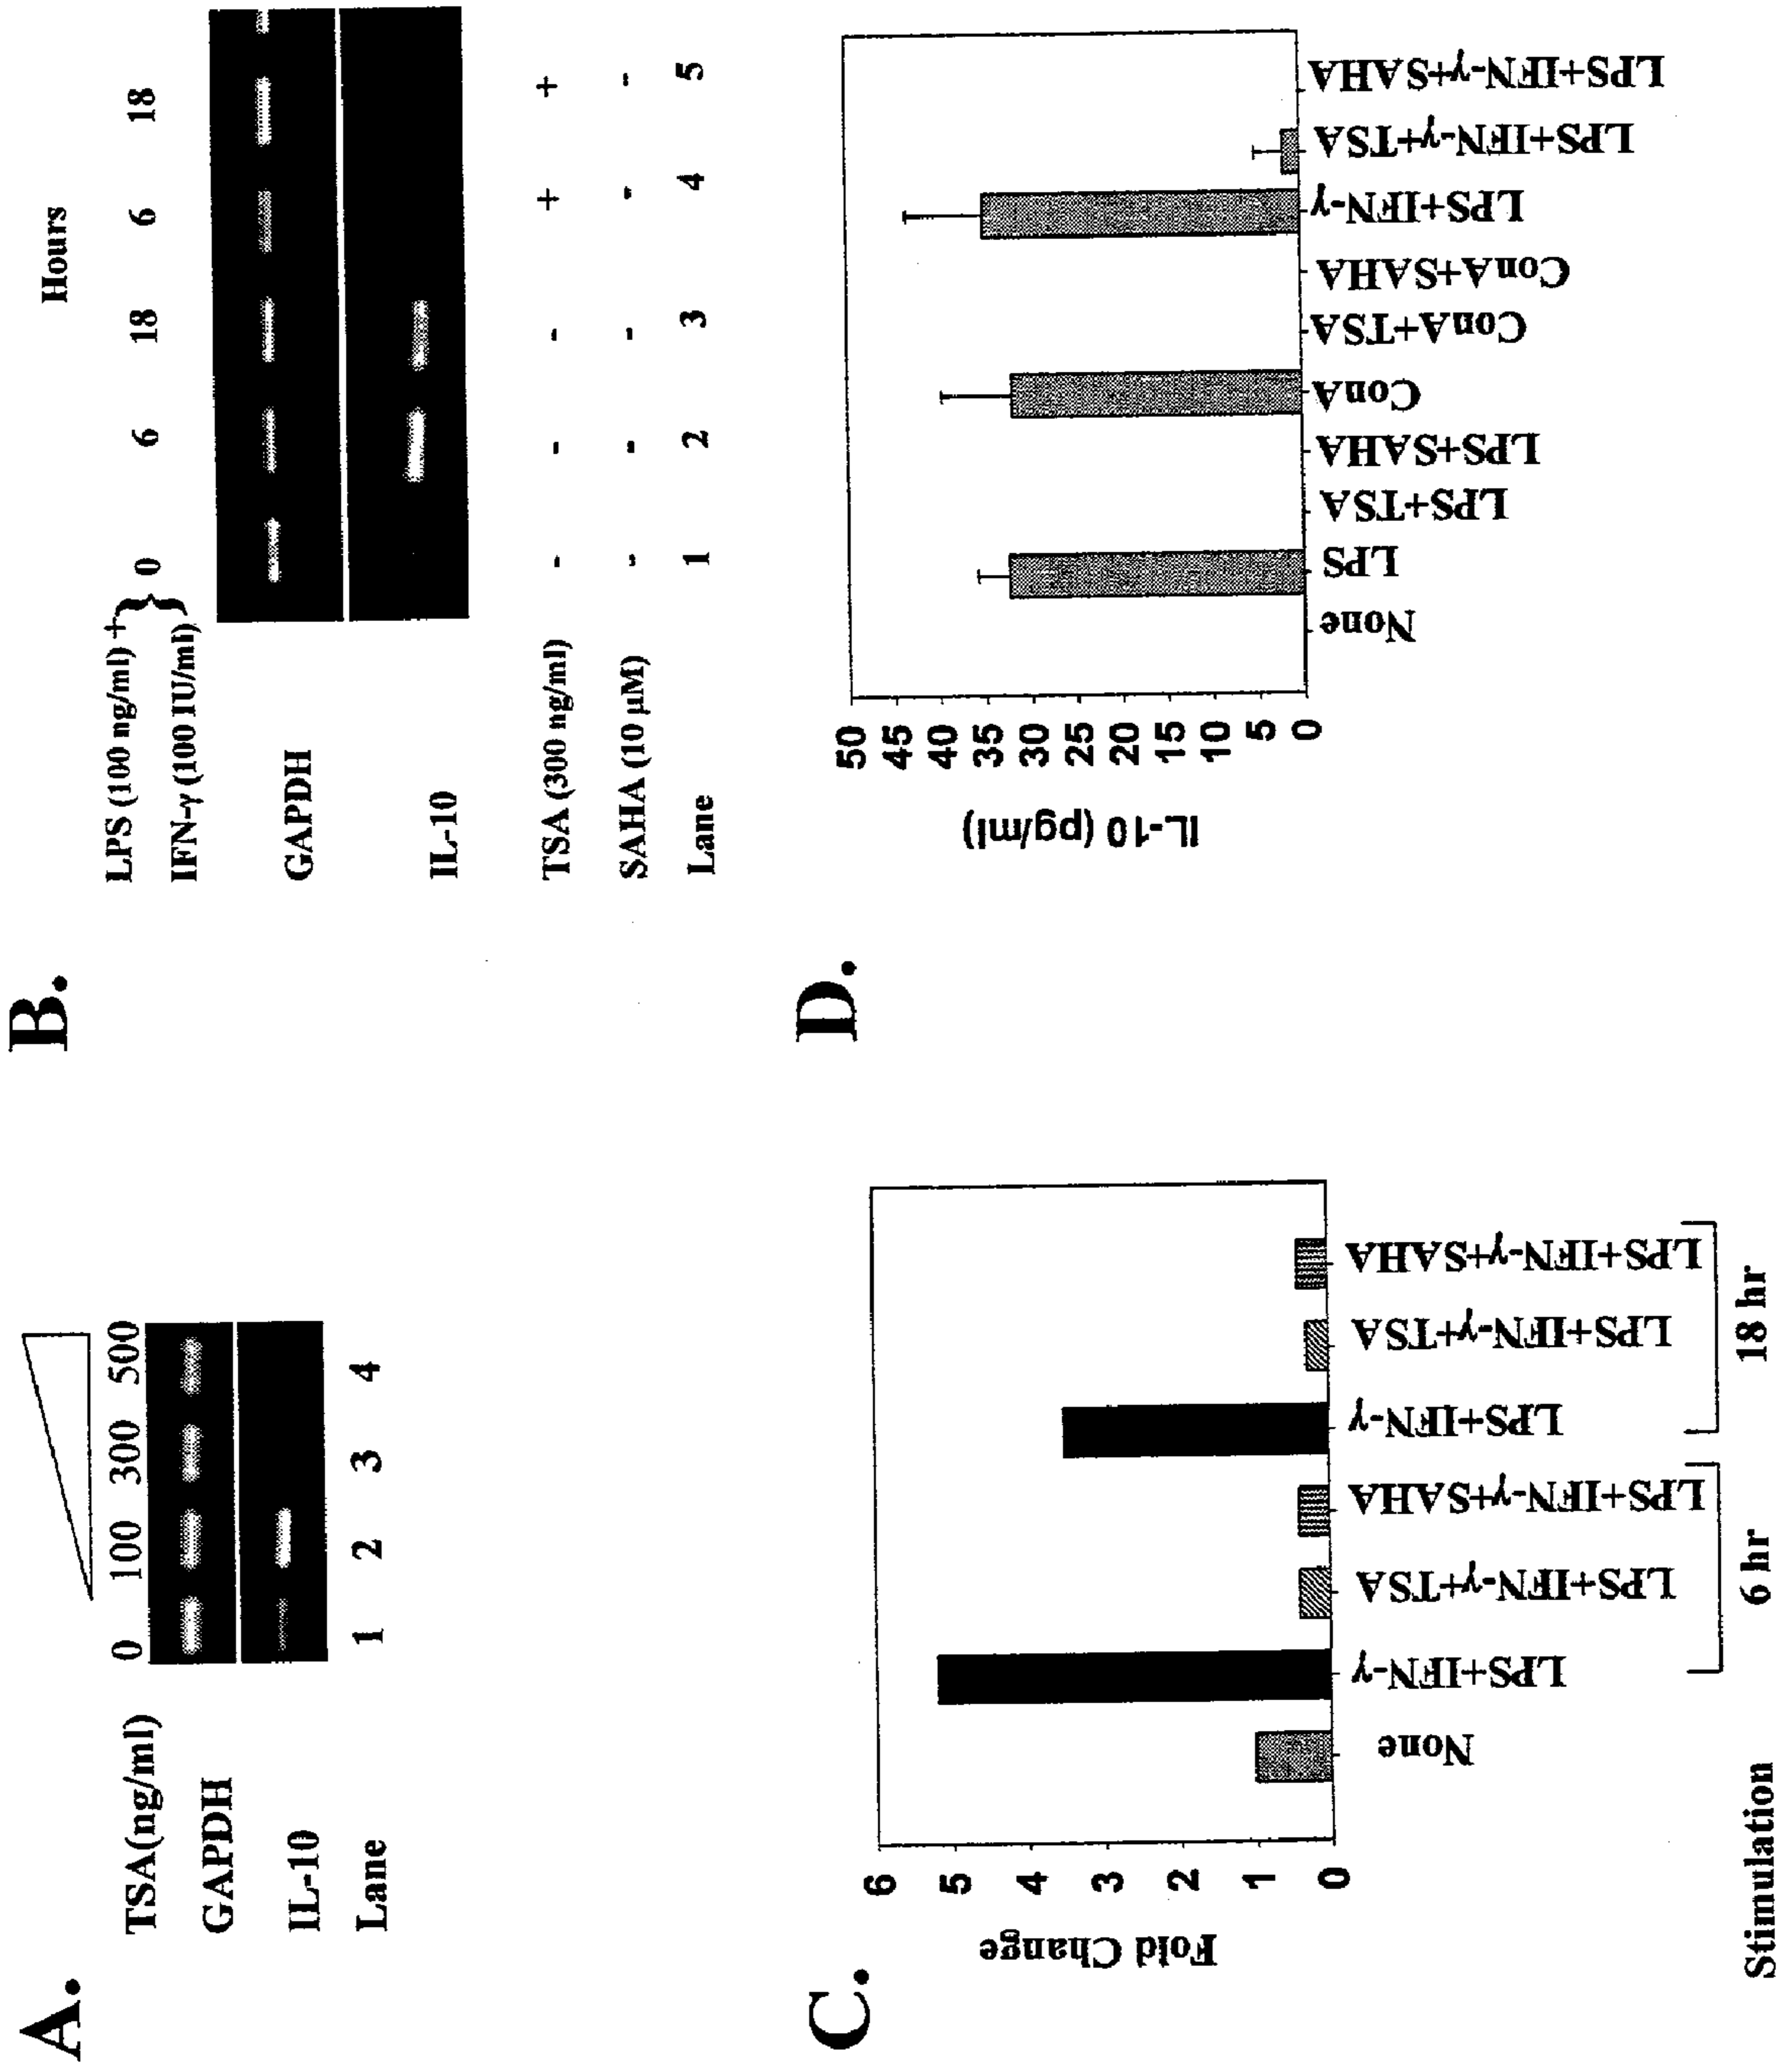 A.
TSA(ng/ml) 0 100 300 500
GAPDH
IL-10
Lane 1 2 3 4
B.
Hours
LPS (100 ng/ml) +
IFN-γ (100 IU/ml) } 0 6 18 6 18
GAPDH
IL-10
TSA (300 ng/ml) - - - + +
SAHA (10 μM) - - - - -
Lane 1 2 3 4 5
C.
Fold Change
6
5
4
3
2
1
0
None
LPS+IFN-γ
LPS+IFN-γ+TSA
LPS+IFN-γ+SAHA
LPS+IFN-γ
LPS+IFN-γ+TSA
LPS+IFN-γ+SAHA
Stimulation 6 hr 18 hr
D.
IL-10 (pg/ml)
50
45
40
35
30
25
20
15
10
5
0
None
LPS
LPS+TSA
LPS+SAHA
ConA
ConA+TSA
ConA+SAHA
LPS+IFN-γ
LPS+IFN-γ+TSA
LPS+IFN-γ+SAHA